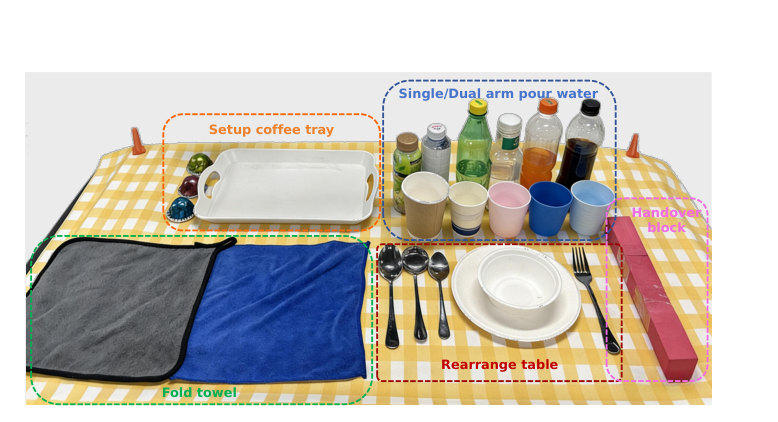 Single/Dual arm pour water
Setup coffee tray
Handover
block
Rearrange table
Fold towel